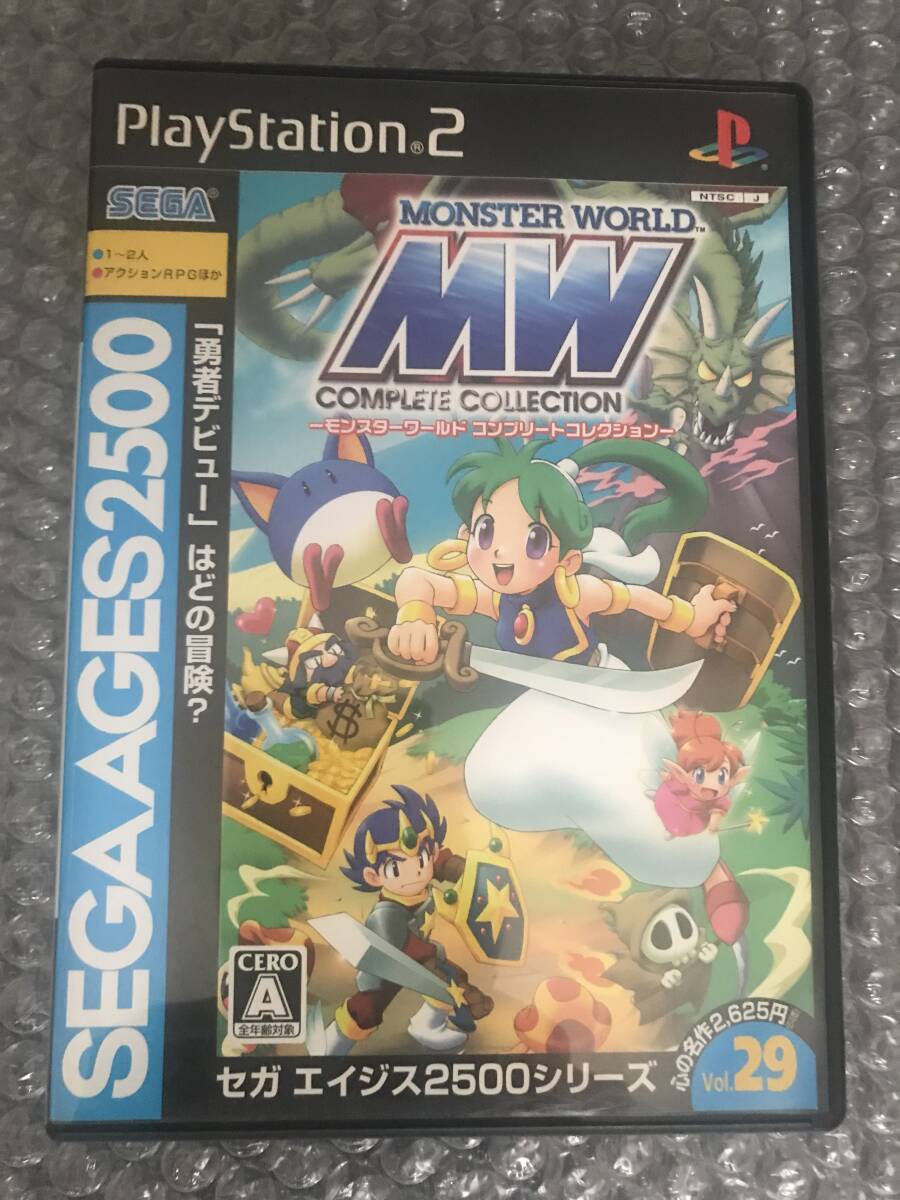 PlayStation®2
NTSC J
SEGA®
●1~2人
●アクションRPGほか
MONSTER WORLD™
MW
COMPLETE COLLECTION
-モンスターワールド コンプリートコレクション-
SEGA AGES 2500
「勇者デビュー」はどの冒険?
$
CERO
A
全年齢対象
心の名作2,625円
Vol.29
セガ エイジス2500シリーズ